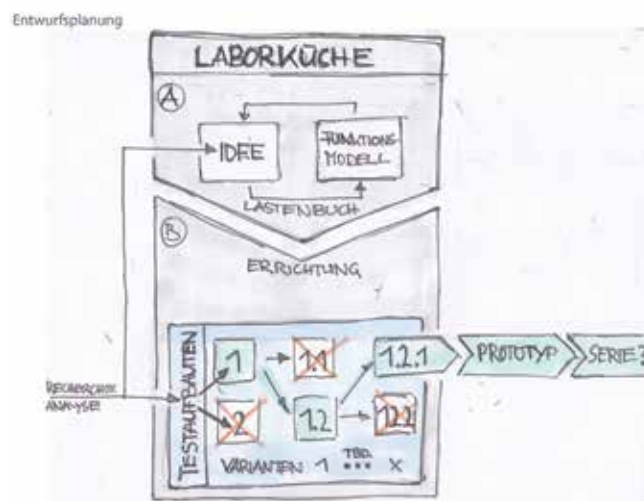 Entwurfsplanung
LABORKÜCHE
A
IDEE
FUNKTIONS
MODELL
LASTENBUCH
B
ERRICHTUNG
TESTAUFBAUTEN
1
1.1
1.2.1
PROTOTYP
SERIE?
RECHERCHE
ANALYSE
2
1.2
1.2.2
VARIANTEN 1 TBD. ... X